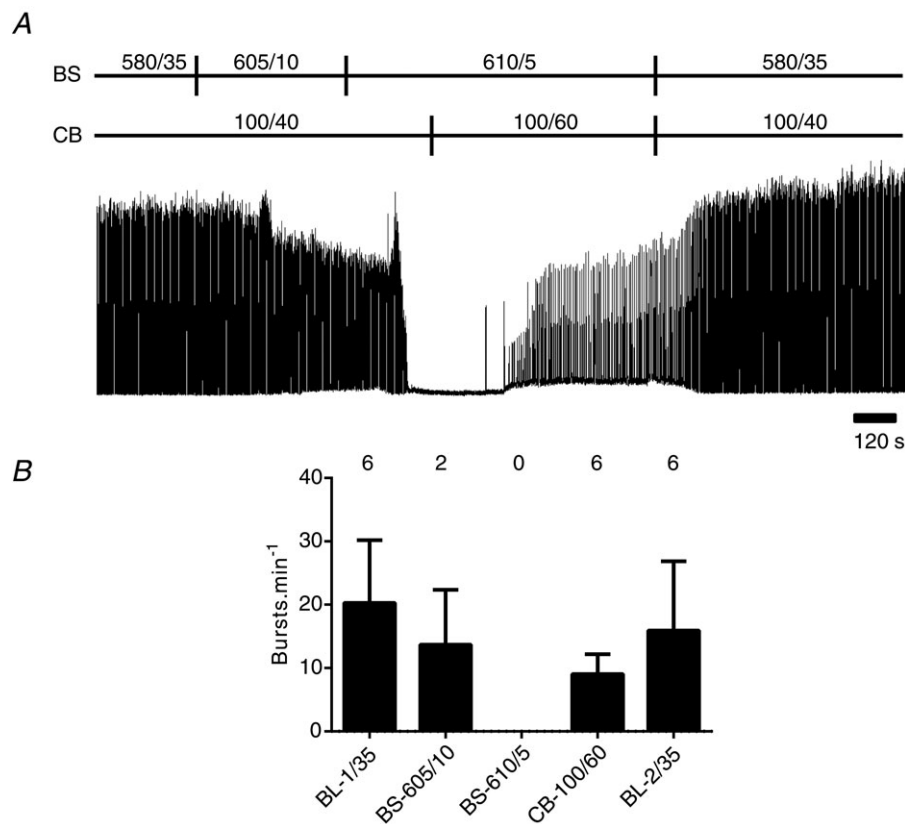 A
BS 580/35 605/10 610/5 580/35
CB 100/40 100/60 100/40
120 s
B
6 2 0 6 6
40
30
20
10
0
Bursts.min⁻¹
BL-1/35 BS-605/10 BS-610/5 CB-100/60 BL-2/35